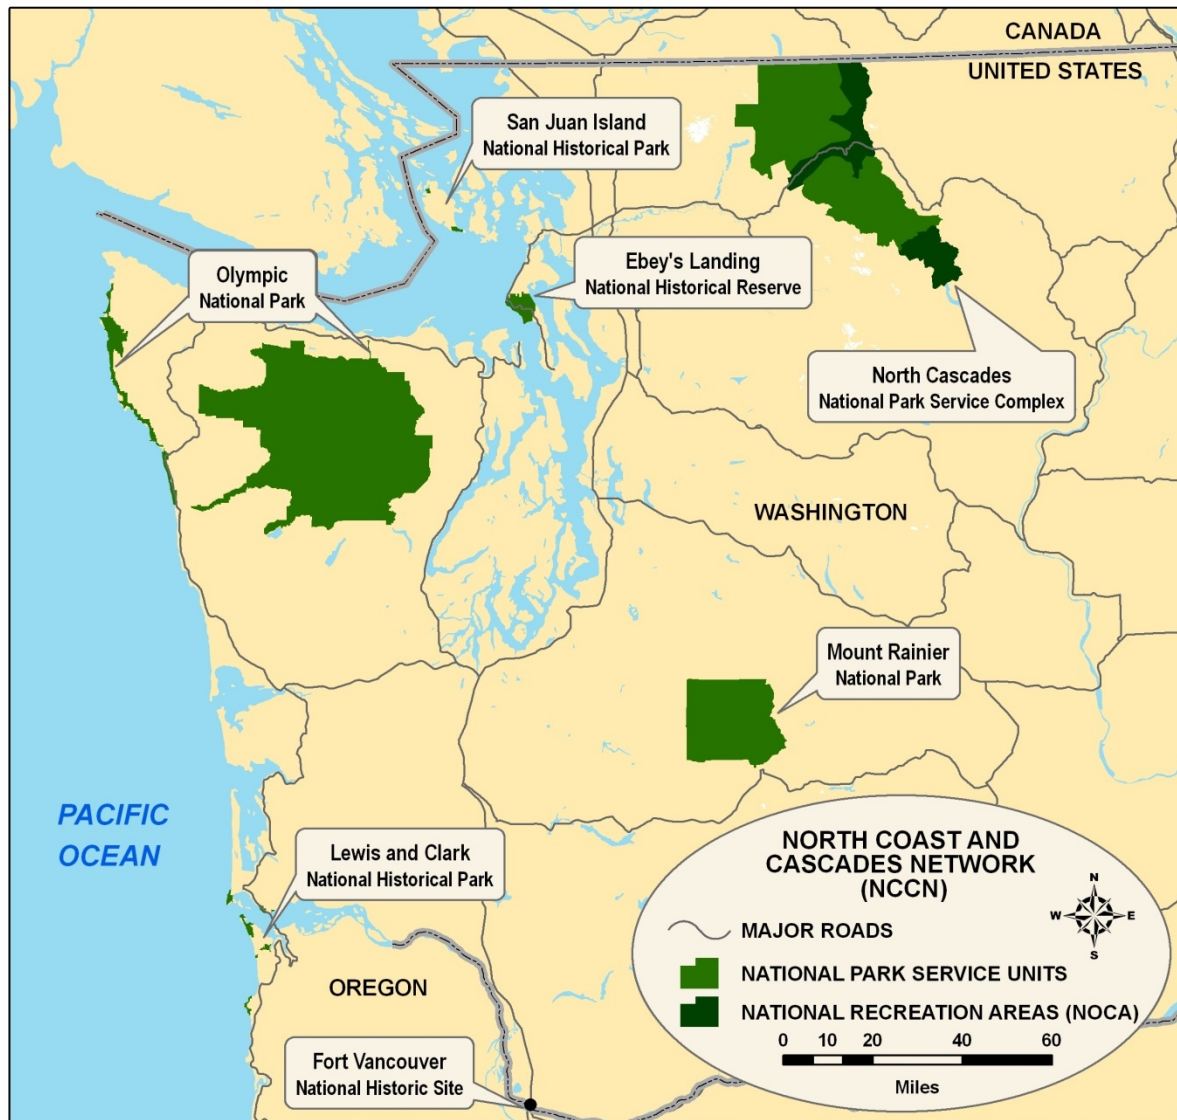 CANADA
UNITED STATES
San Juan Island
National Historical Park
Olympic
National Park
Ebey's Landing
National Historical Reserve
North Cascades
National Park Service Complex
WASHINGTON
Mount Rainier
National Park
PACIFIC
OCEAN
Lewis and Clark
National Historical Park
OREGON
Fort Vancouver
National Historic Site
NORTH COAST AND
CASCADES NETWORK
(NCCN)
N
W E
S
MAJOR ROADS
NATIONAL PARK SERVICE UNITS
NATIONAL RECREATION AREAS (NOCA)
0 10 20 40 60
Miles